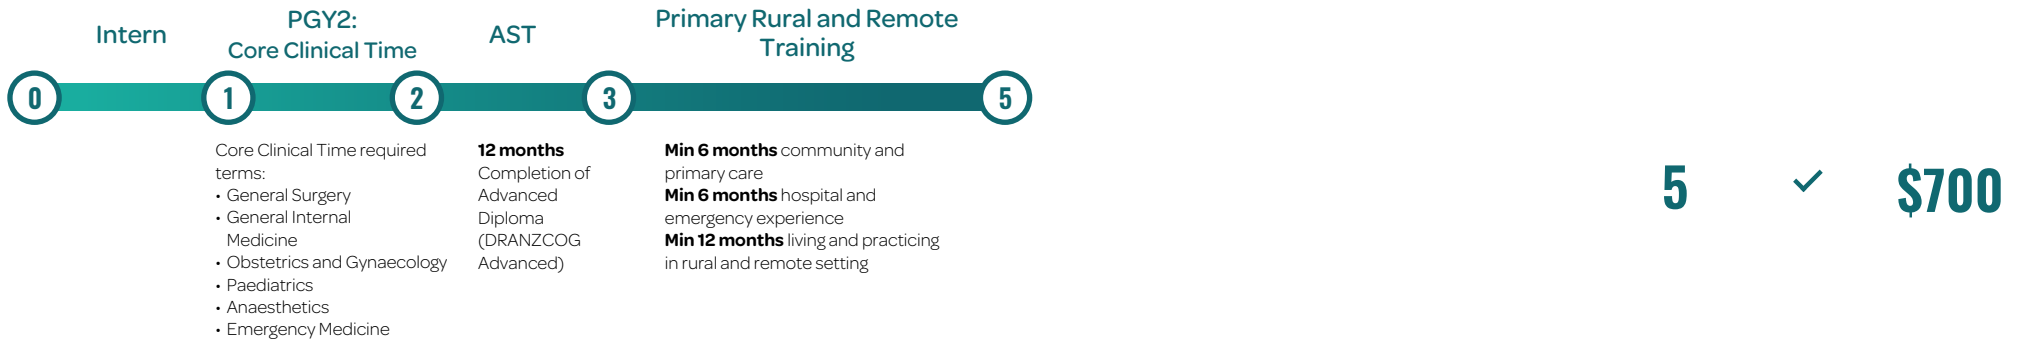 Intern
PGY2:
Core Clinical Time
AST
Primary Rural and Remote
Training
0
1
2
3
5
Core Clinical Time required
terms:
• General Surgery
• General Internal
Medicine
• Obstetrics and Gynaecology
• Paediatrics
• Anaesthetics
• Emergency Medicine
12 months
Completion of
Advanced
Diploma
(DRANZCOG
Advanced)
Min 6 months community and
primary care
Min 6 months hospital and
emergency experience
Min 12 months living and practicing
in rural and remote setting
5
✓
$700